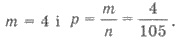 m = 4 i p = m/n = 4/105.